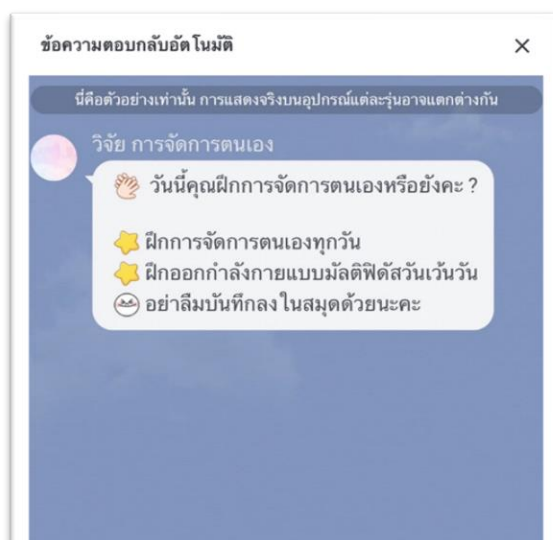 ข้อความตอบกลับอัตโนมัติ
นี่คือตัวอย่างเท่านั้น การแสดงจริงบนอุปกรณ์แต่ละรุ่นอาจแตกต่างกัน
วิจัย การจัดการตนเอง
วันนี้คุณฝึกการจัดการตนเองหรือยังคะ ?
ฝึกการจัดการตนเองทุกวัน
ฝึกออกกำลังกายแบบมัลติฟิดัสวันเว้นวัน
อย่าลืมบันทึกลงในสมุดด้วยนะคะ